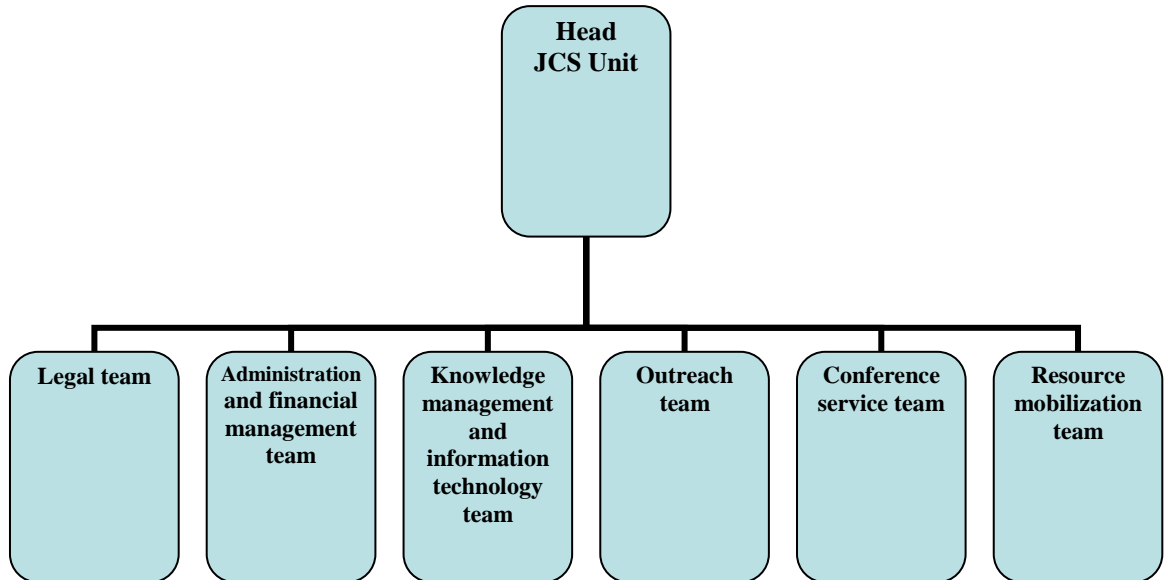 Head
JCS Unit
Legal team
Administration
and financial
management
team
Knowledge
management
and
information
technology
team
Outreach
team
Conference
service team
Resource
mobilization
team